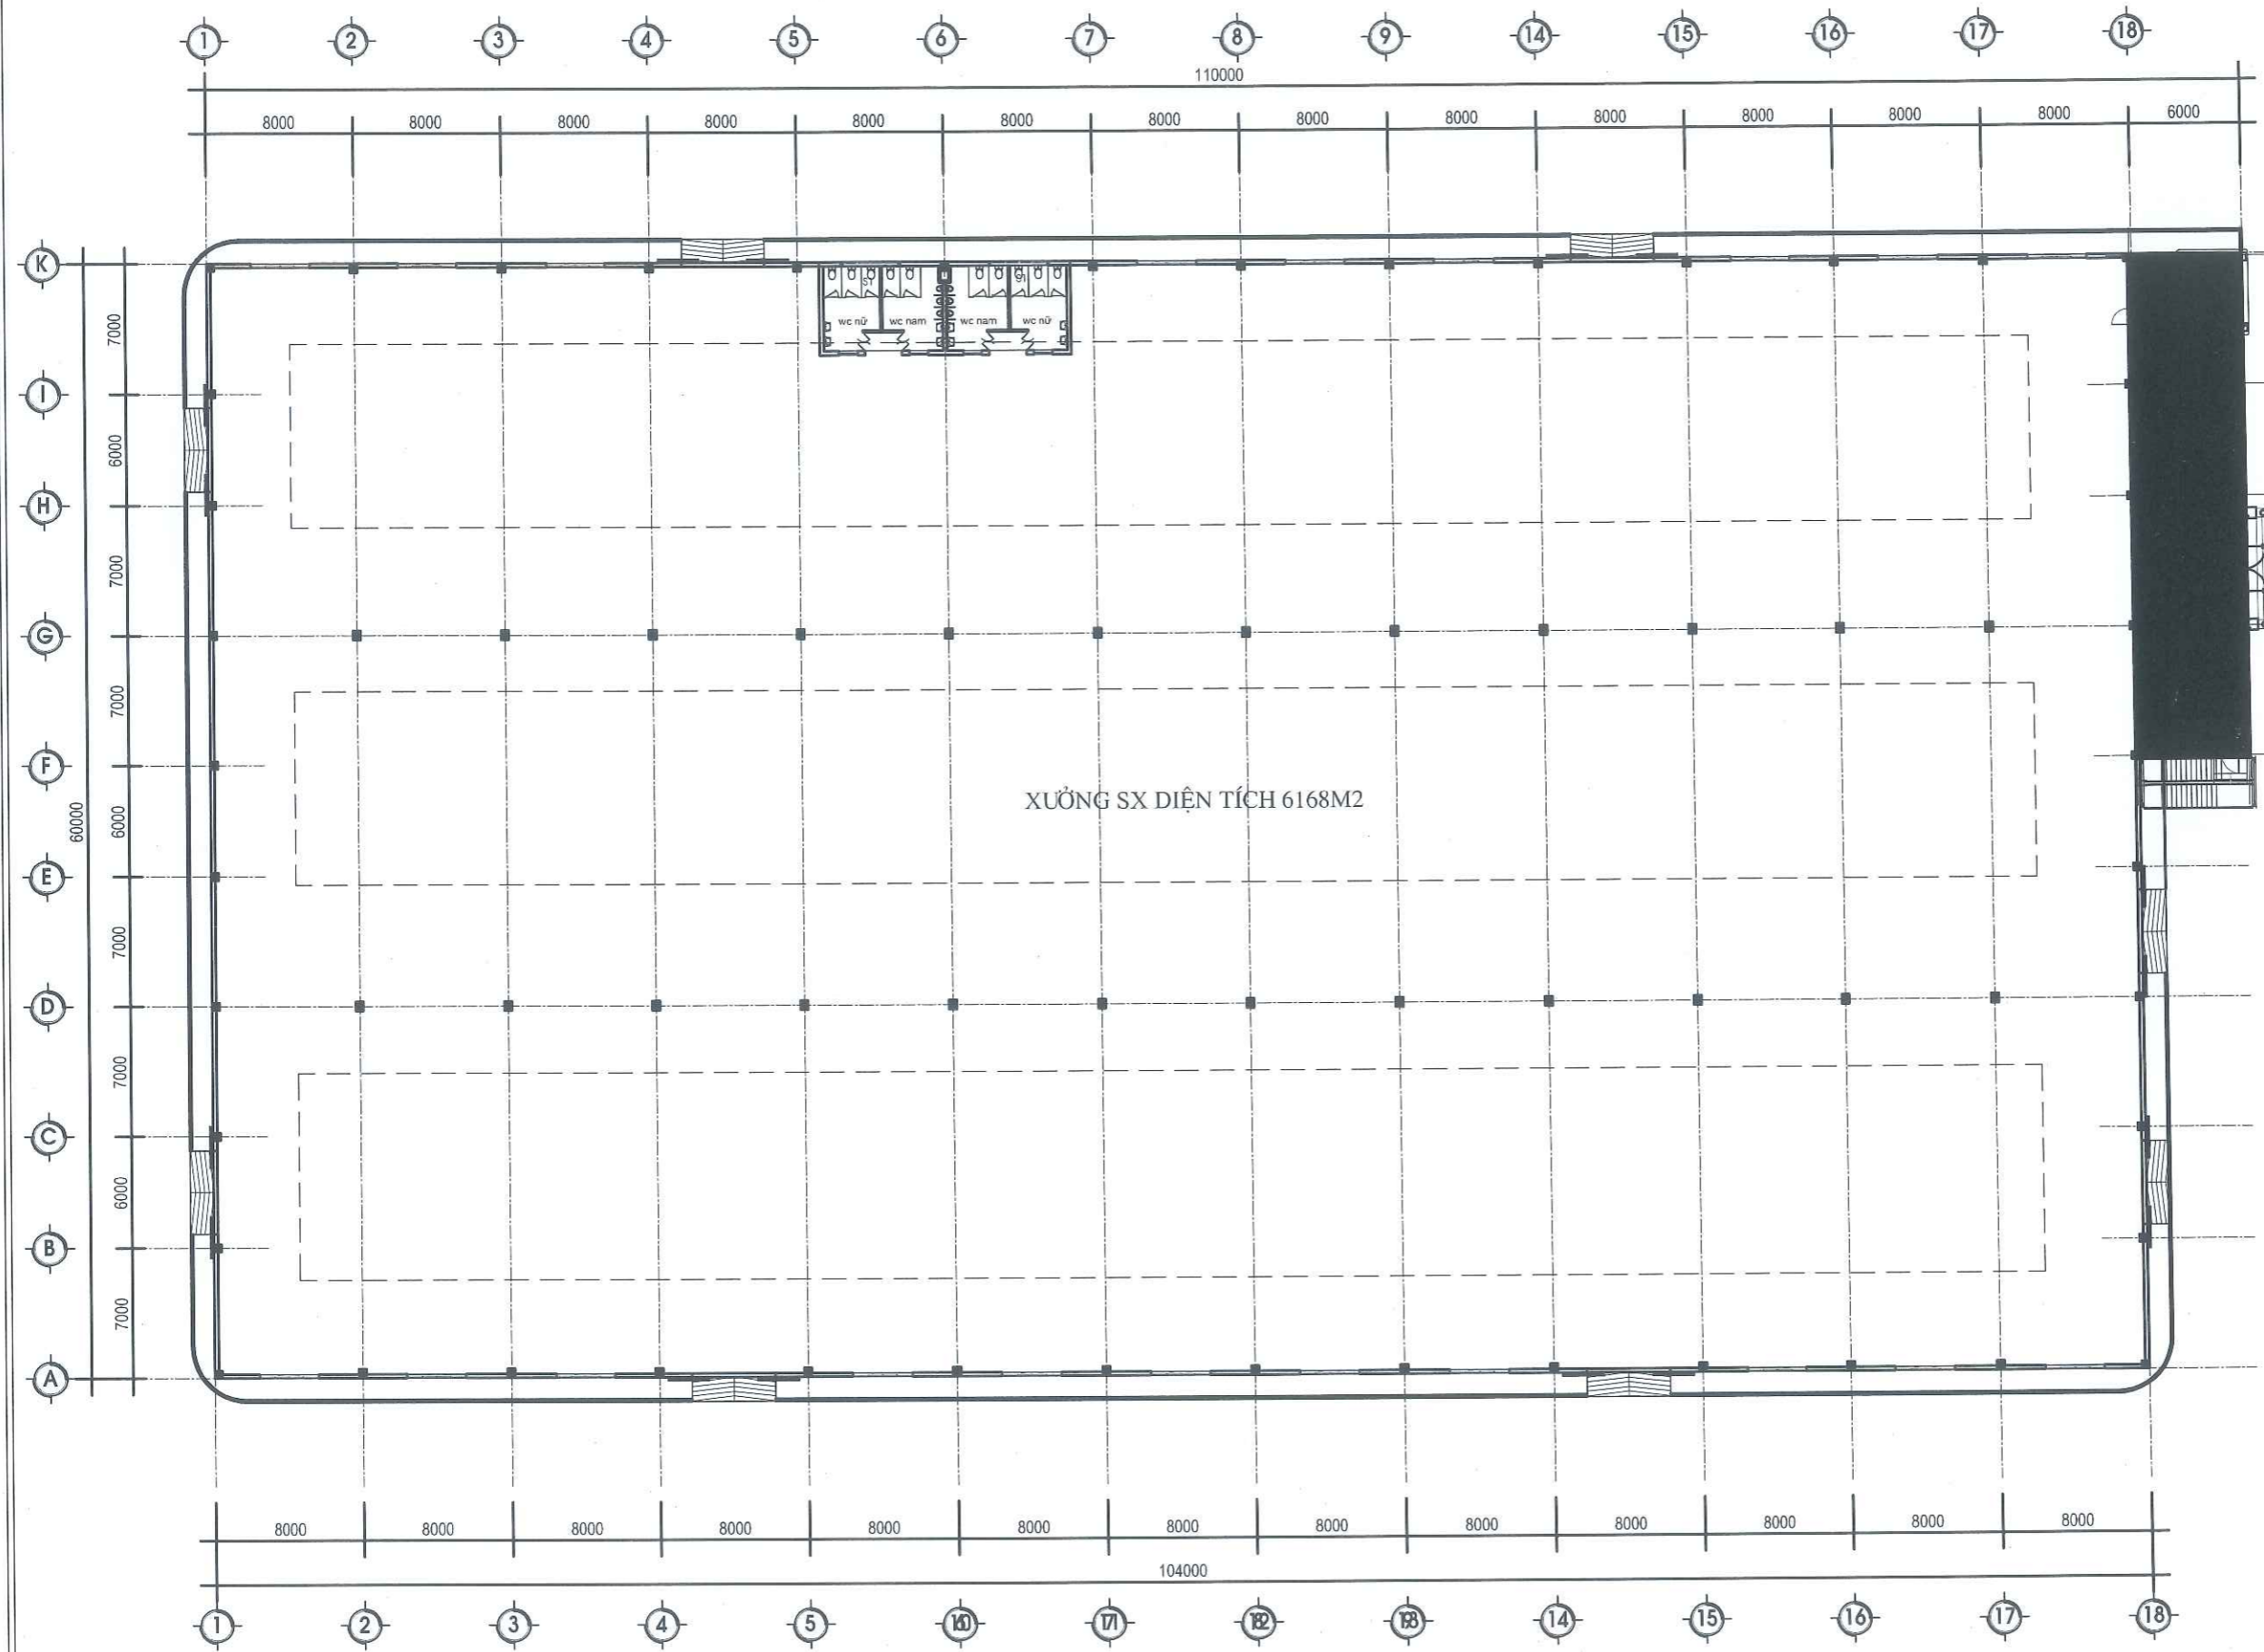 1 2 3 4 5 6 7 8 9 14 15 16 17 18
110000
8000 8000 8000 8000 8000 8000 8000 8000 8000 8000 8000 8000 8000 6000
K
7000
I
6000
H
7000
G
7000
F
60000
6000
E
7000
D
7000
C
6000
B
7000
A
S1 S1
wc nữ wc nam wc nam wc nữ
XƯỞNG SX DIỆN TÍCH 6168M2
8000 8000 8000 8000 8000 8000 8000 8000 8000 8000 8000 8000 8000
104000
1 2 3 4 5 14 15 16 17 18